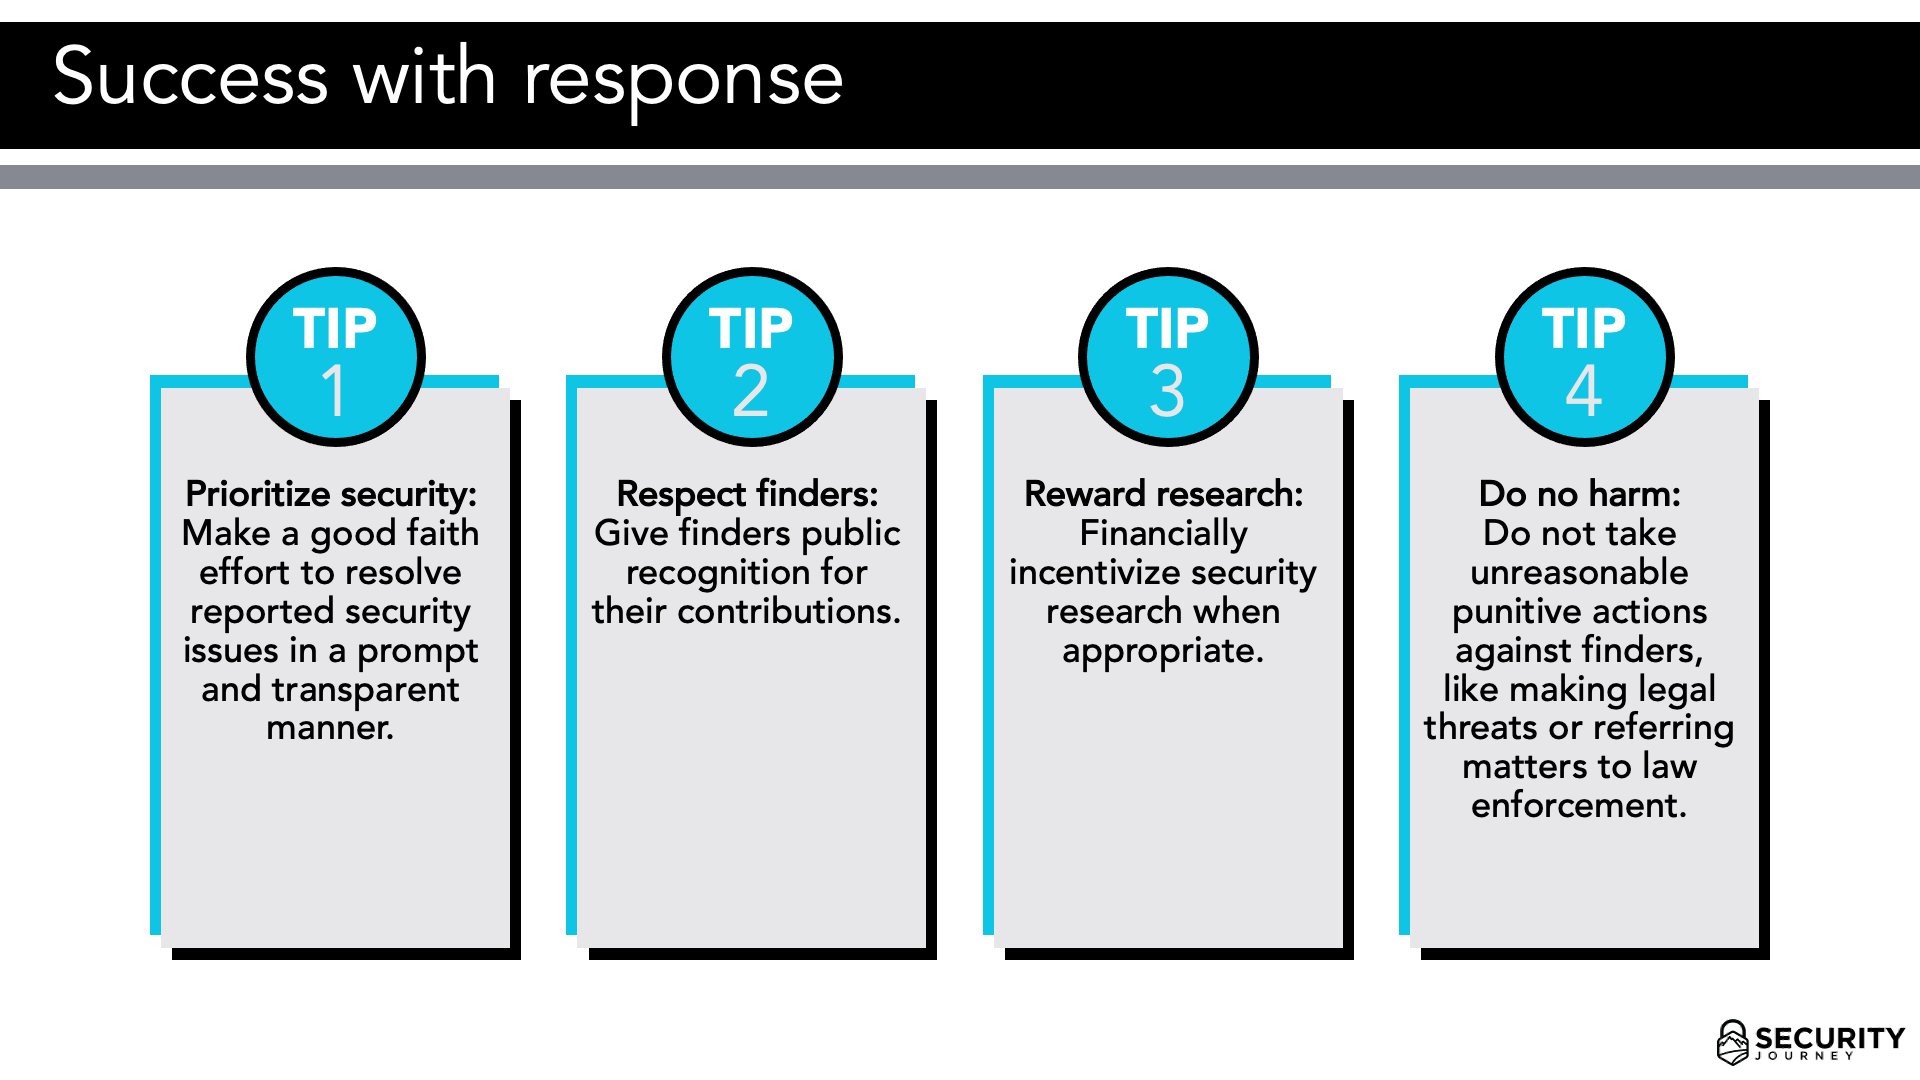 Success with response
TIP
1
Prioritize security:
Make a good faith
effort to resolve
reported security
issues in a prompt
and transparent
manner.
TIP
2
Respect finders:
Give finders public
recognition for
their contributions.
TIP
3
Reward research:
Financially
incentivize security
research when
appropriate.
TIP
4
Do no harm:
Do not take
unreasonable
punitive actions
against finders,
like making legal
threats or referring
matters to law
enforcement.
SECURITY
JOURNEY